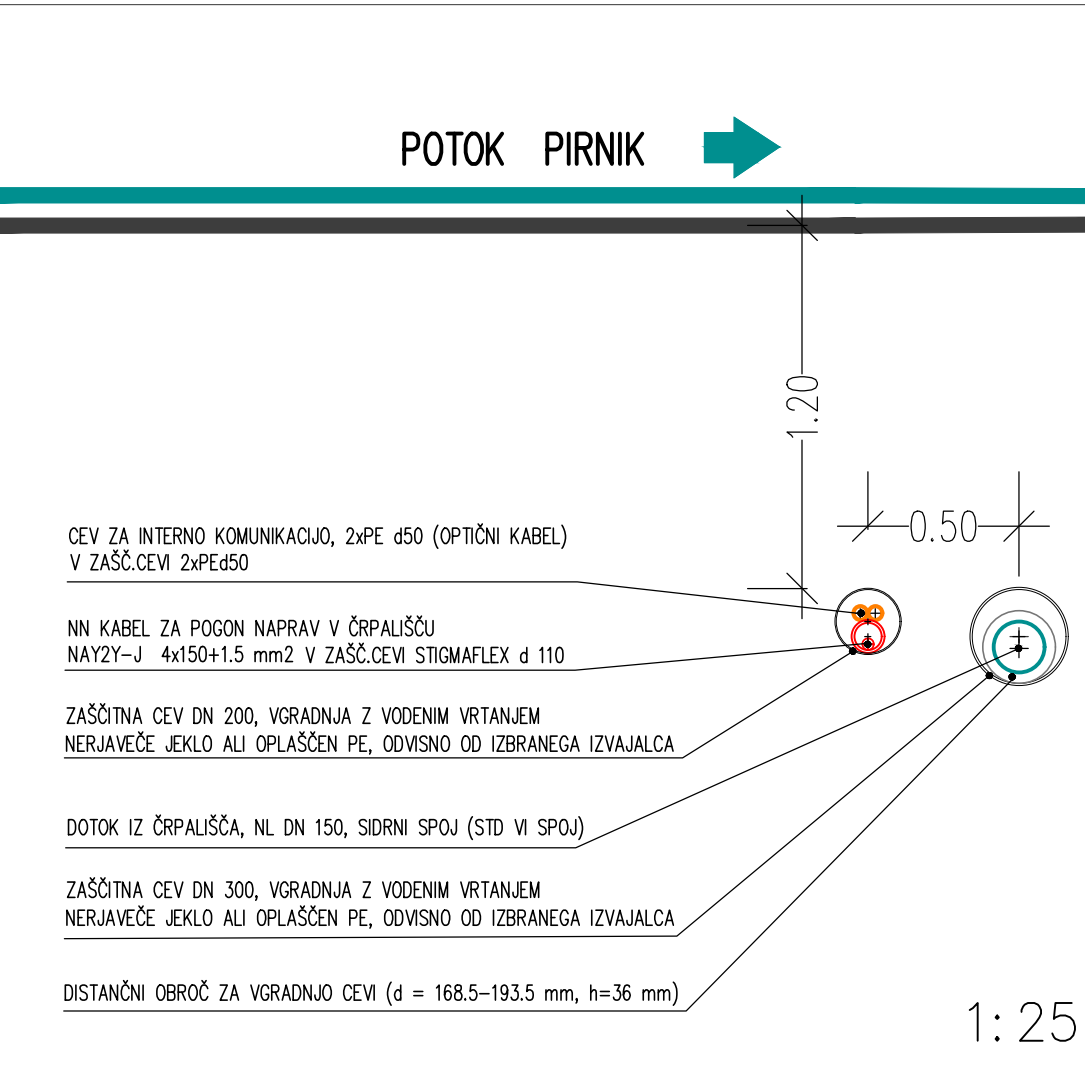 POTOK PIRNIK
1.20
0.50
CEV ZA INTERNO KOMUNIKACIJO, 2xPE d50 (OPTIČNI KABEL)
V ZAŠČ.CEVI 2xPEd50
NN KABEL ZA POGON NAPRAV V ČRPALIŠČU
NAY2Y-J 4x150+1.5 mm2 V ZAŠČ.CEVI STIGMAFLEX d 110
ZAŠČITNA CEV DN 200, VGRADNJA Z VODENIM VRTANJEM
NERJAVEČE JEKLO ALI OPLAŠČEN PE, ODVISNO OD IZBRANEGA IZVAJALCA
DOTOK IZ ČRPALIŠČA, NL DN 150, SIDRNI SPOJ (STD VI SPOJ)
ZAŠČITNA CEV DN 300, VGRADNJA Z VODENIM VRTANJEM
NERJAVEČE JEKLO ALI OPLAŠČEN PE, ODVISNO OD IZBRANEGA IZVAJALCA
DISTANČNI OBROČ ZA VGRADNJO CEVI (d = 168.5-193.5 mm, h=36 mm)
1:25